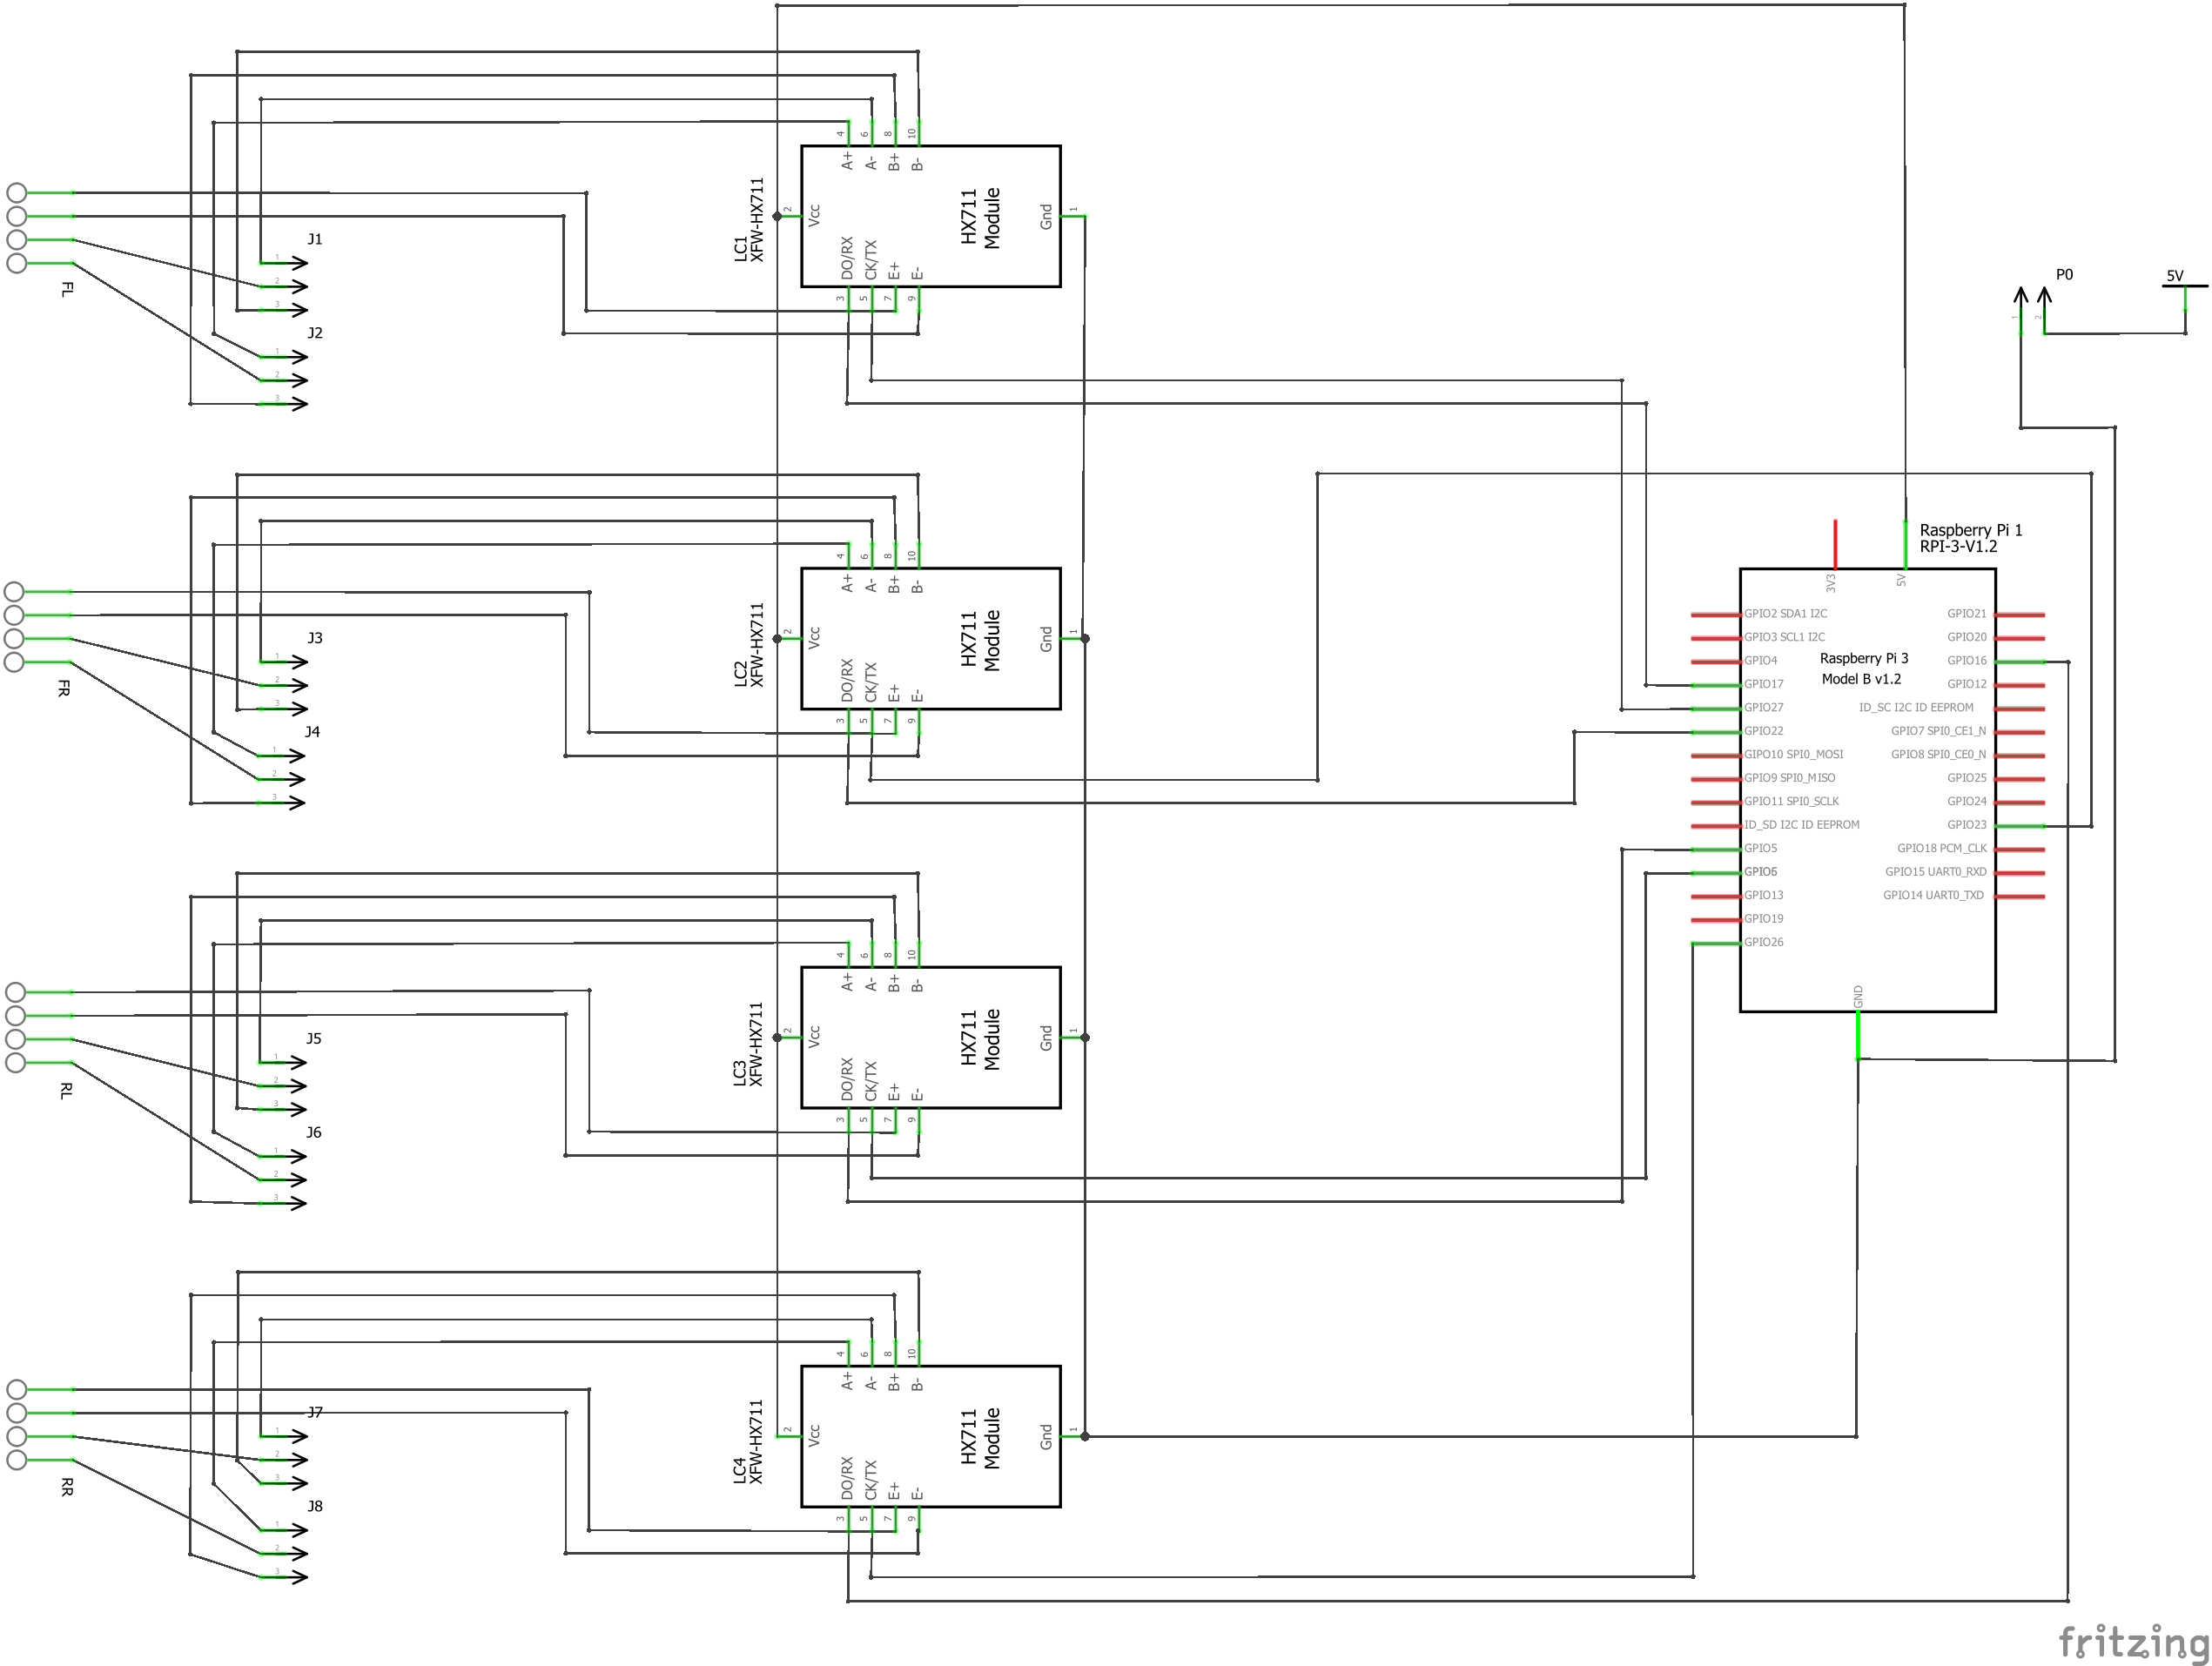 4 6 8 10
A+ A- B+ B-
LC1
XFW-HX711
2
Vcc
HX711
Module
Gnd
1
DO/RX CK/TX E+ E-
3 5 7 9
FL
J1
1
2
3
J2
1
2
3
P0
1 2
5V
4 6 8 10
A+ A- B+ B-
LC2
XFW-HX711
2
Vcc
HX711
Module
Gnd
1
DO/RX CK/TX E+ E-
3 5 7 9
FR
J3
1
2
3
J4
1
2
3
Raspberry Pi 1
RPI-3-V1.2
3V3 5V
Raspberry Pi 3
Model B v1.2
GPIO2 SDA1 I2C
GPIO3 SCL1 I2C
GPIO4
GPIO17
GPIO27
GPIO22
GIPO10 SPI0_MOSI
GPIO9 SPI0_MISO
GPIO11 SPI0_SCLK
ID_SD I2C ID EEPROM
GPIO5
GPIO13
GPIO19
GPIO26
GPIO21
GPIO20
GPIO16
GPIO12
ID_SC I2C ID EEPROM
GPIO7 SPI0_CE1_N
GPIO8 SPI0_CE0_N
GPIO25
GPIO24
GPIO23
GPIO18 PCM_CLK
GPIO15 UART0_RXD
GPIO14 UART0_TXD
GND
4 6 8 10
A+ A- B+ B-
LC3
XFW-HX711
2
Vcc
HX711
Module
Gnd
1
DO/RX CK/TX E+ E-
3 5 7 9
RL
J5
1
2
3
J6
1
2
3
4 6 8 10
A+ A- B+ B-
LC4
XFW-HX711
2
Vcc
HX711
Module
Gnd
1
DO/RX CK/TX E+ E-
3 5 7 9
RR
J7
1
2
3
J8
1
2
3
fritzing